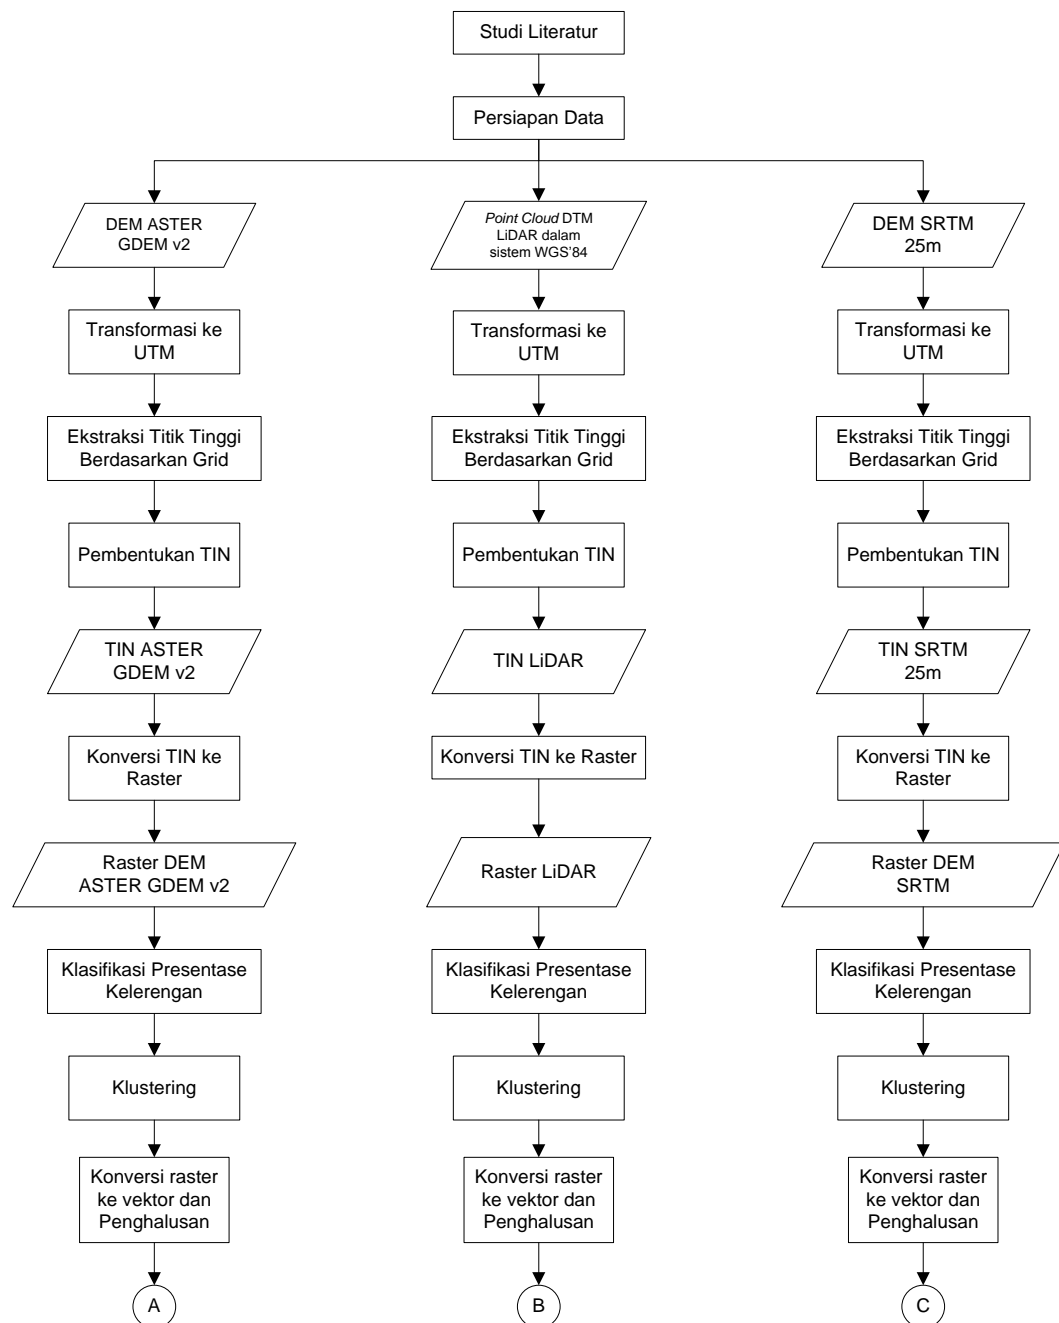 Studi Literatur
Persiapan Data
DEM ASTER
GDEM v2
Point Cloud DTM
LiDAR dalam
sistem WGS'84
DEM SRTM
25m
Transformasi ke
UTM
Transformasi ke
UTM
Transformasi ke
UTM
Ekstraksi Titik Tinggi
Berdasarkan Grid
Ekstraksi Titik Tinggi
Berdasarkan Grid
Ekstraksi Titik Tinggi
Berdasarkan Grid
Pembentukan TIN
Pembentukan TIN
Pembentukan TIN
TIN ASTER
GDEM v2
TIN LiDAR
TIN SRTM
25m
Konversi TIN ke
Raster
Konversi TIN ke Raster
Konversi TIN ke
Raster
Raster DEM
ASTER GDEM v2
Raster LiDAR
Raster DEM
SRTM
Klasifikasi Presentase
Kelerengan
Klasifikasi Presentase
Kelerengan
Klasifikasi Presentase
Kelerengan
Klustering
Klustering
Klustering
Konversi raster
ke vektor dan
Penghalusan
Konversi raster
ke vektor dan
Penghalusan
Konversi raster
ke vektor dan
Penghalusan
A
B
C